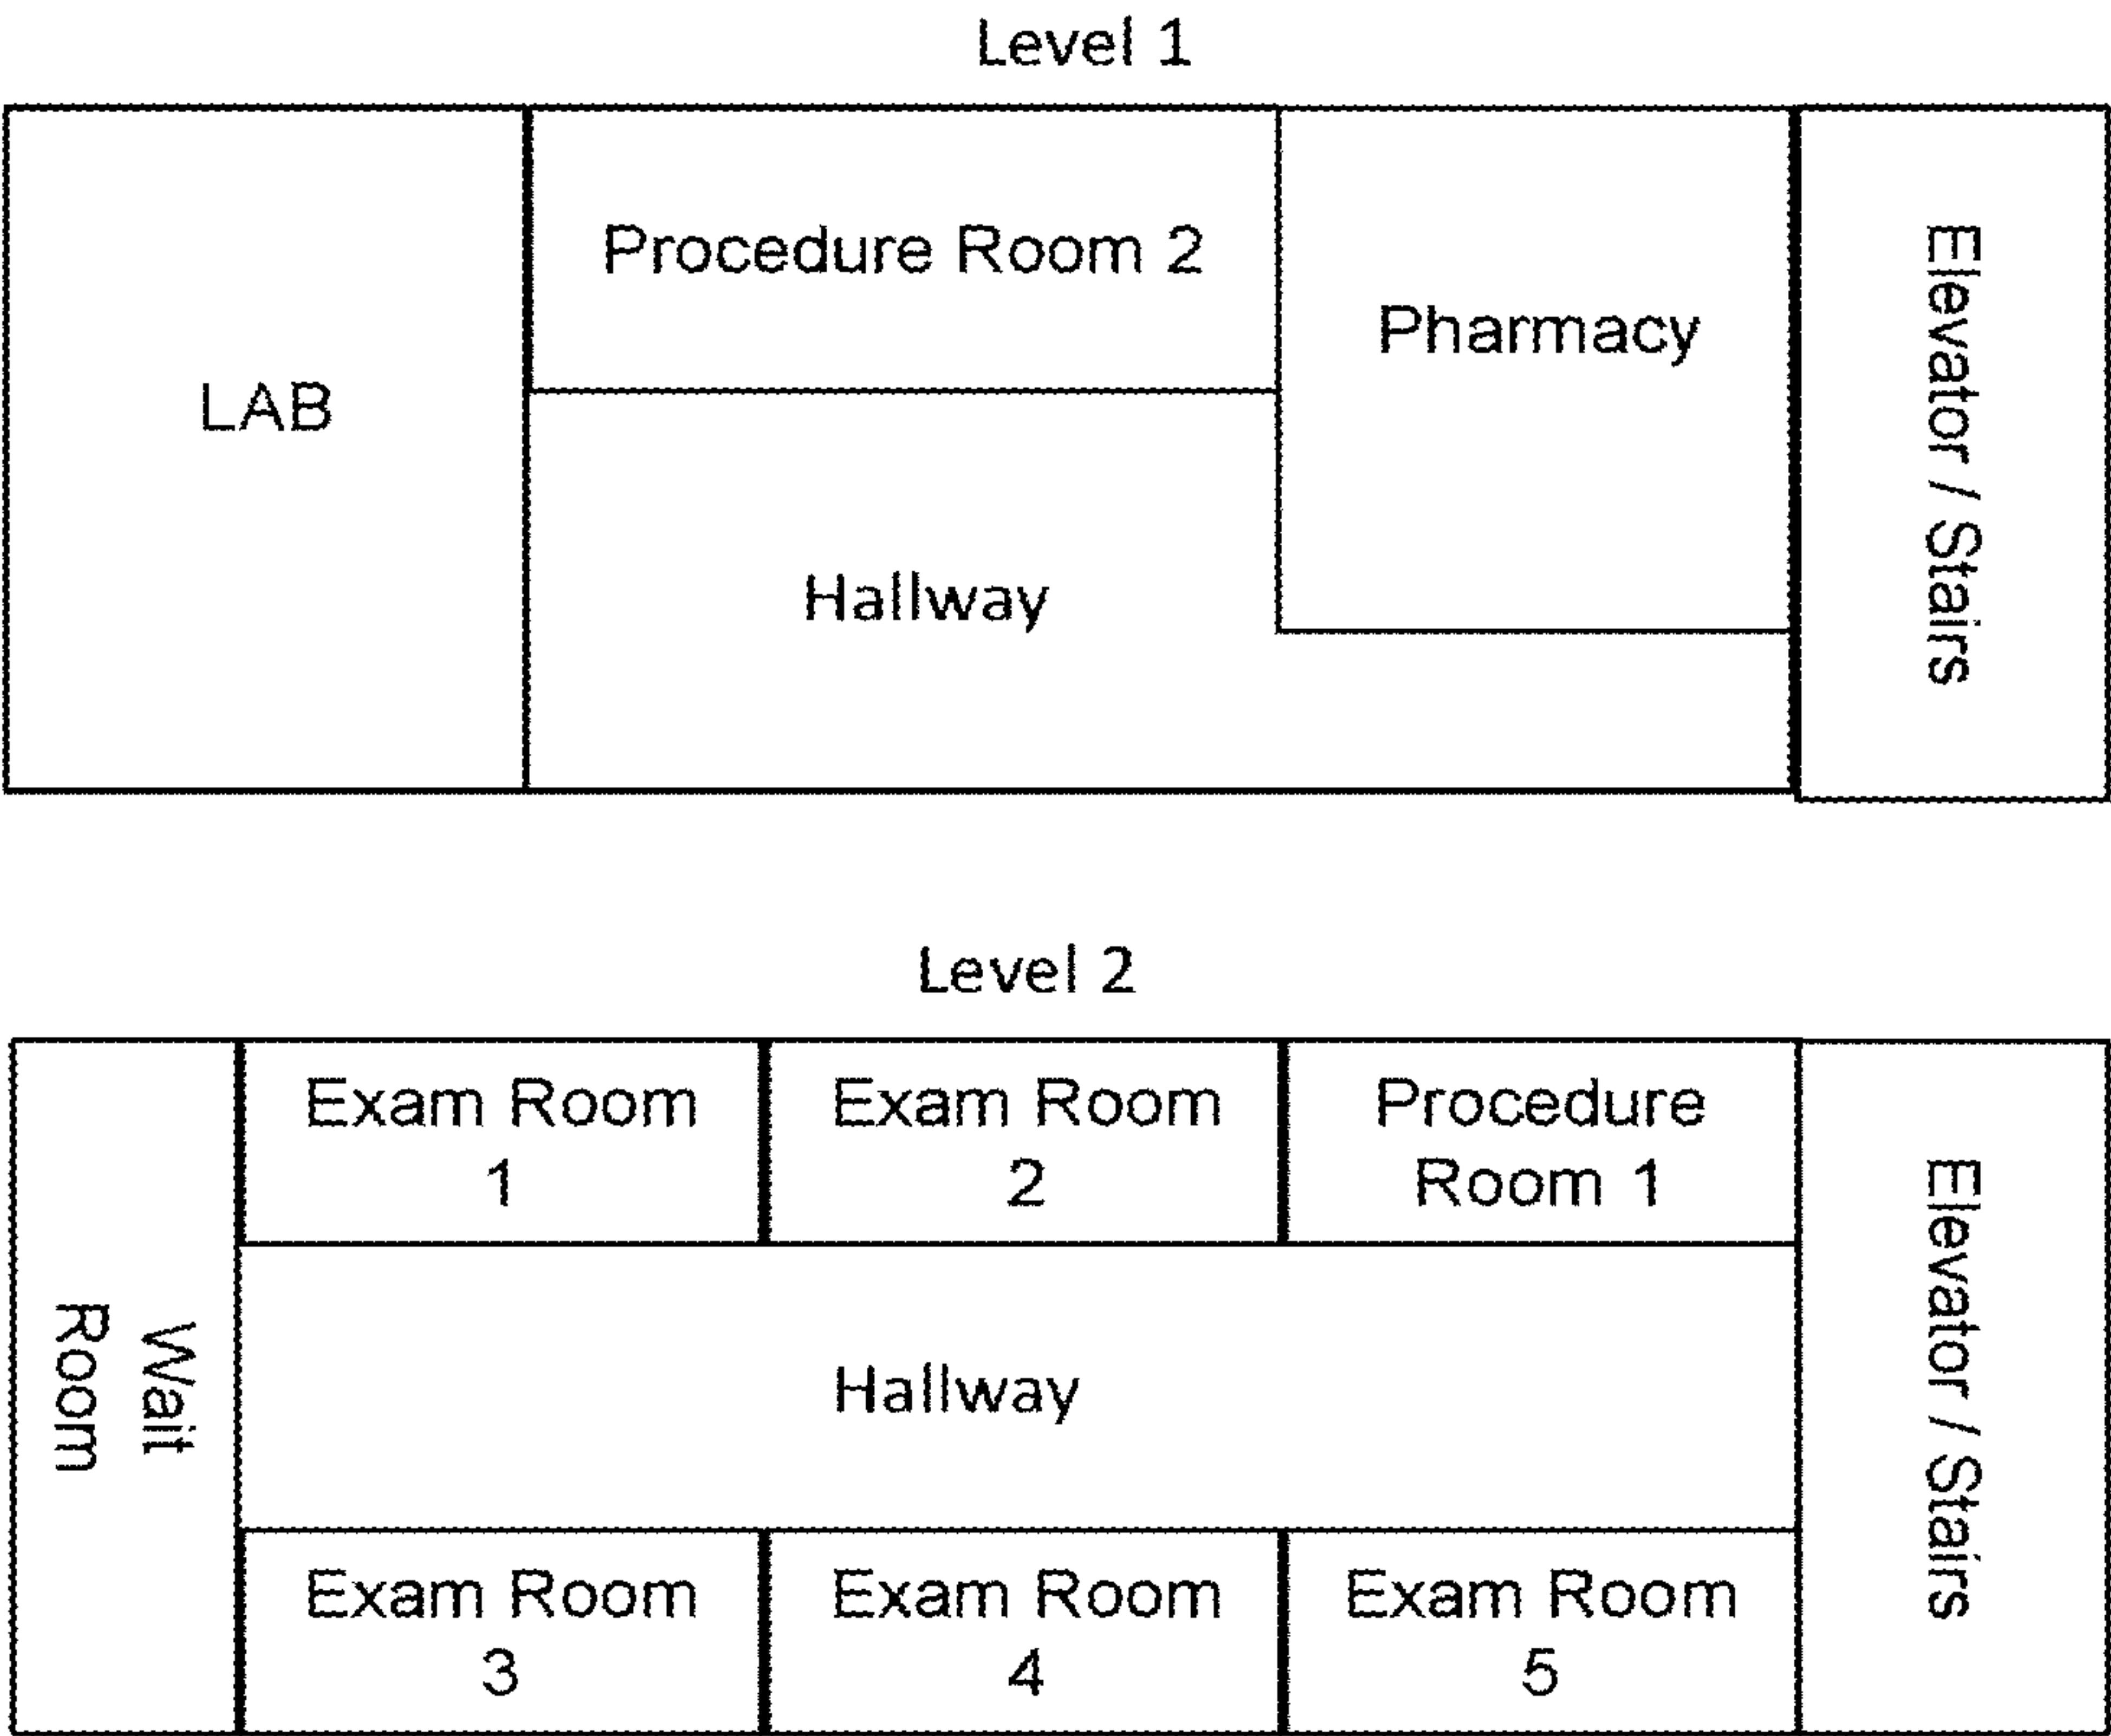 Level 1
LAB
Procedure Room 2
Pharmacy
Hallway
Elevator / Stairs
Level 2
Wait
Room
Exam Room
1
Exam Room
2
Procedure
Room 1
Hallway
Exam Room
3
Exam Room
4
Exam Room
5
Elevator / Stairs